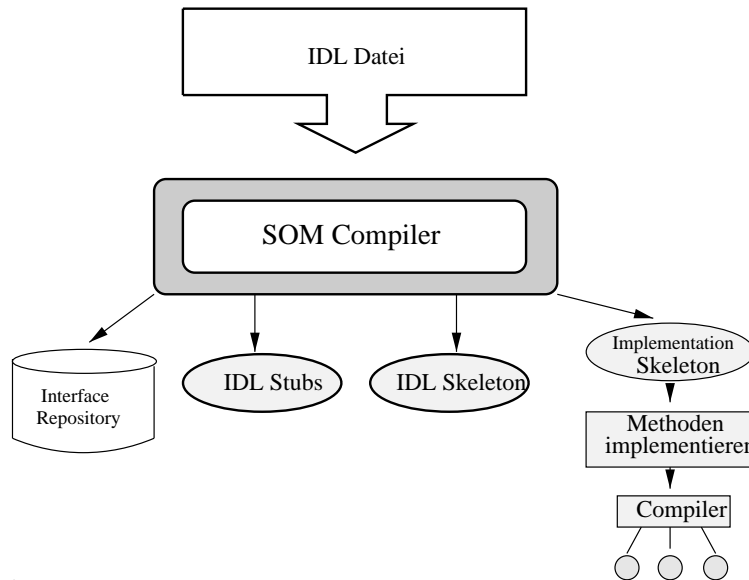 IDL Datei
SOM Compiler
Interface
Repository
IDL Stubs
IDL Skeleton
Implementation
Skeleton
Methoden
implementieren
Compiler